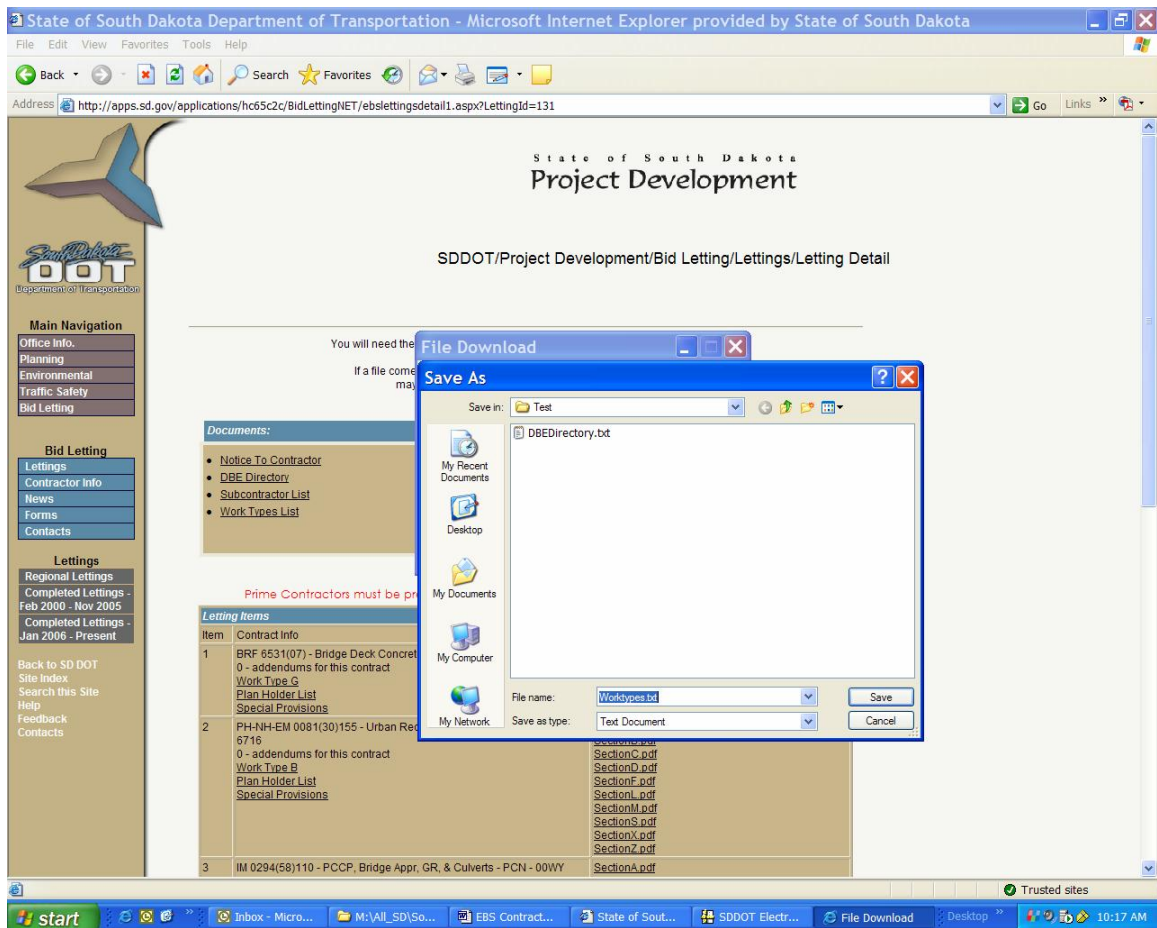 State of South Dakota Department of Transportation - Microsoft Internet Explorer provided by State of South Dakota
File Edit View Favorites Tools Help
Back Search Favorites
Address http://apps.sd.gov/applications/hc65c2c/BidLettingNET/ebslettingsdetail1.aspx?LettingId=131 Go Links »
State of South Dakota
Project Development
South Dakota
DOT
Department of Transportation
SDDOT/Project Development/Bid Letting/Lettings/Letting Detail
Main Navigation
Office Info.
Planning
Environmental
Traffic Safety
Bid Letting
Bid Letting
Lettings
Contractor Info
News
Forms
Contacts
Lettings
Regional Lettings
Completed Lettings -
Feb 2000 - Nov 2005
Completed Lettings -
Jan 2006 - Present
Back to SD DOT
Site Index
Search this Site
Help
Feedback
Contacts
You will need the
If a file come
may
Documents:
• Notice To Contractor
• DBE Directory
• Subcontractor List
• Work Types List
Prime Contractors must be pr
Letting Items
Item Contract Info
1 BRF 6531(07) - Bridge Deck Concret
0 - addendums for this contract
Work Type G
Plan Holder List
Special Provisions
2 PH-NH-EM 0081(30)155 - Urban Rec
6716
0 - addendums for this contract
Work Type B
Plan Holder List
Special Provisions
SectionB.pdf
SectionC.pdf
SectionD.pdf
SectionF.pdf
SectionL.pdf
SectionM.pdf
SectionS.pdf
SectionX.pdf
SectionZ.pdf
3 IM 0294(58)110 - PCCP, Bridge Appr, GR, & Culverts - PCN - 00WY SectionA.pdf
File Download
Save As
Save in: Test
DBEDirectory.txt
My Recent
Documents
Desktop
My Documents
My Computer
My Network
File name: Worktypes.txt Save
Save as type: Text Document Cancel
Trusted sites
start » Inbox - Micro... M:\All_SD\So... EBS Contract... State of Sout... SDDOT Electr... File Download Desktop » 10:17 AM